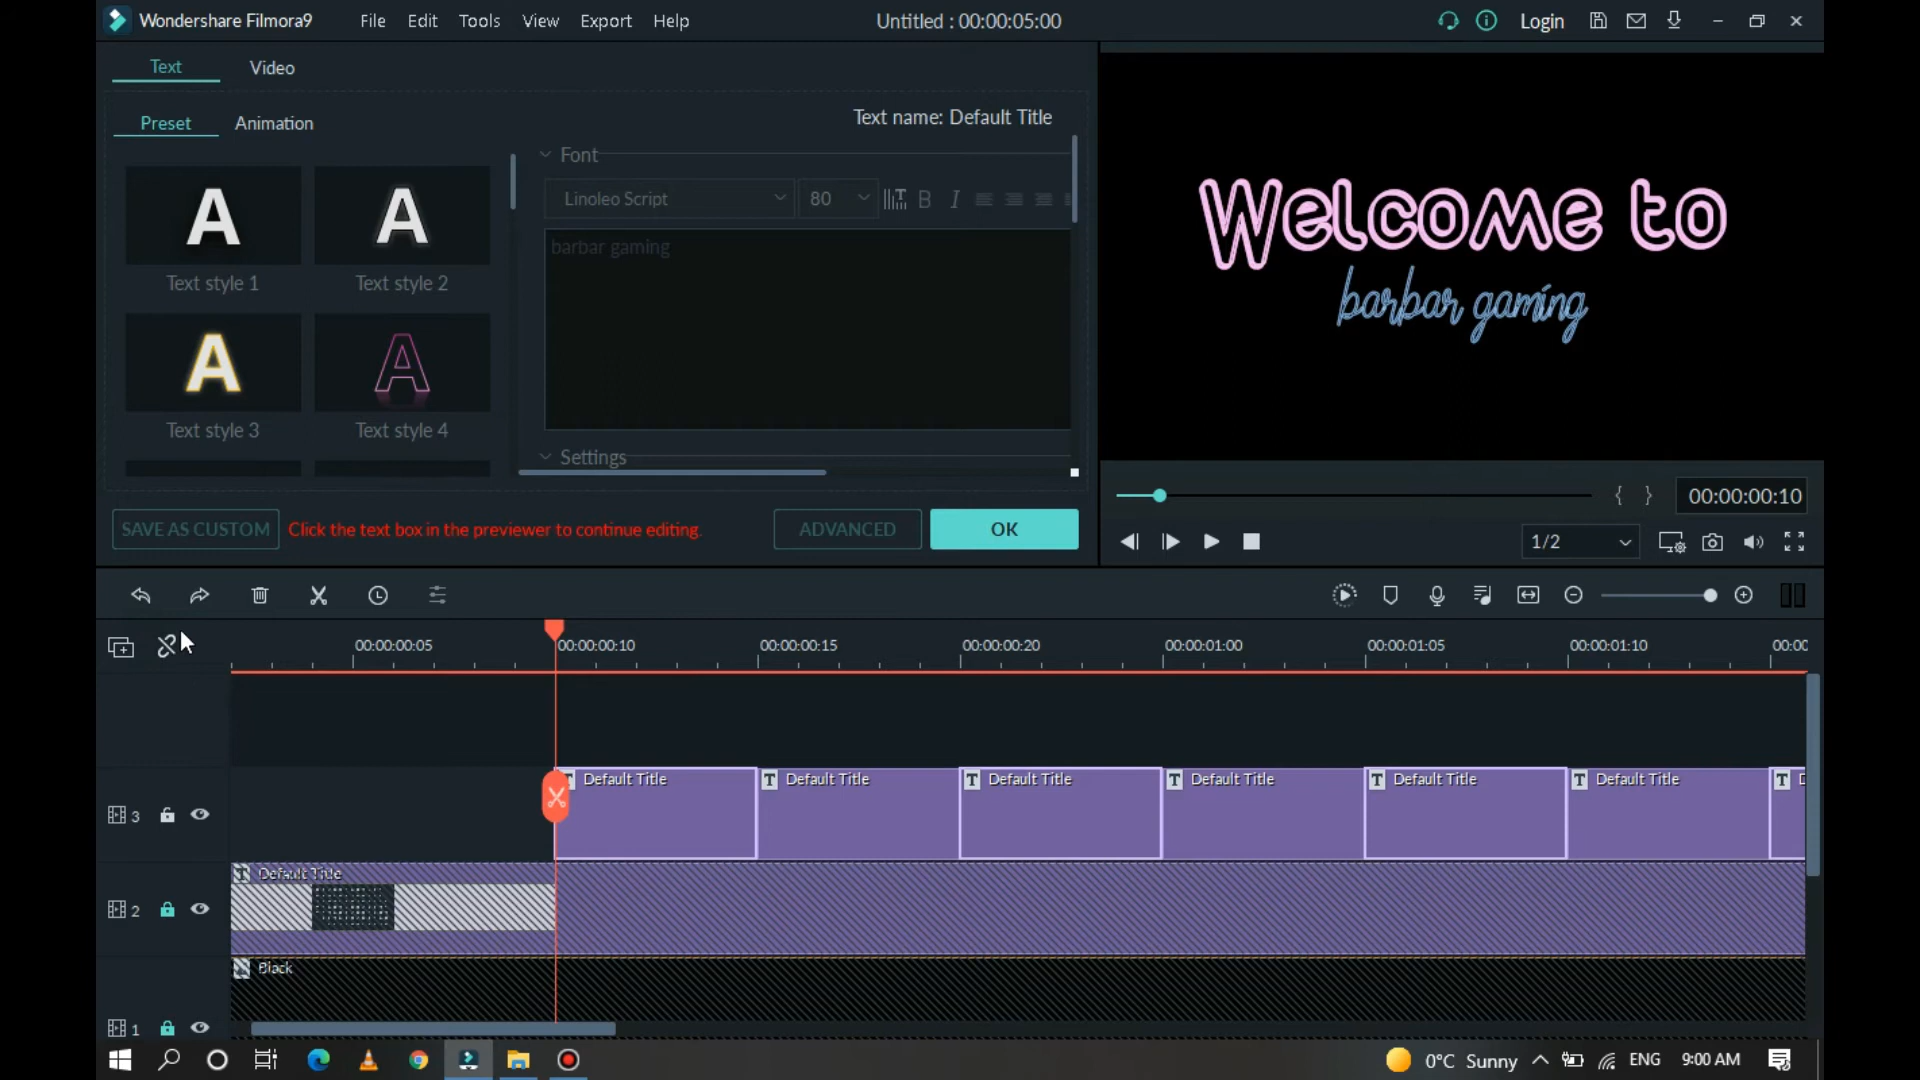 Wondershare Filmora9 File Edit Tools View Export Help Untitled : 00:00:05:00 Login
Text Video
Preset Animation Text name: Default Title
Font
Linoleo Script 80 T B I
barbar gaming
A A
Text style 1 Text style 2
A A
Text style 3 Text style 4
Settings
SAVE AS CUSTOM Click the text box in the previewer to continue editing. ADVANCED OK
Welcome to
barbar gaming
{ } 00:00:00:10
1/2
00:00:00:05 00:00:00:10 00:00:00:15 00:00:00:20 00:00:01:00 00:00:01:05 00:00:01:10 00:00
T Default Title T Default Title T Default Title T Default Title T Default Title T Default Title T
3
T Default Title
2
Black
1
0°C Sunny ENG 9:00 AM